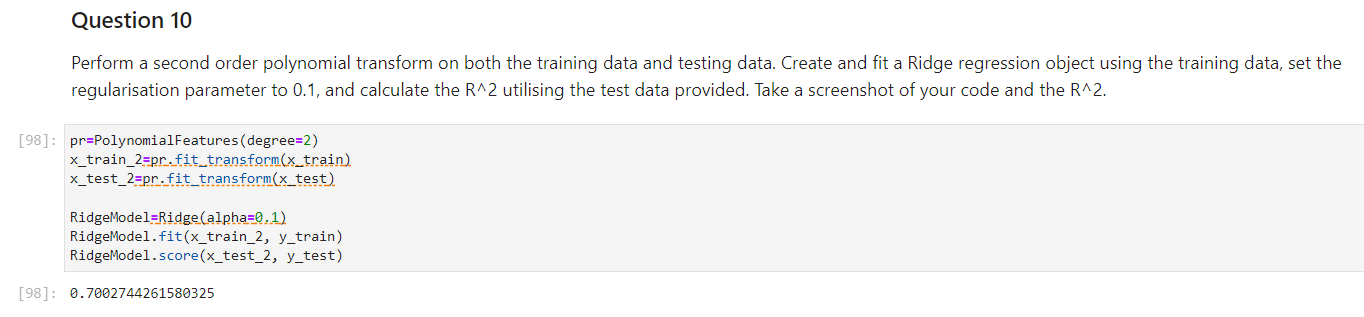 Question 10
Perform a second order polynomial transform on both the training data and testing data. Create and fit a Ridge regression object using the training data, set the
regularisation parameter to 0.1, and calculate the R^2 utilising the test data provided. Take a screenshot of your code and the R^2.
[98]: pr=PolynomialFeatures(degree=2)
x_train_2=pr.fit_transform(x_train)
x_test_2=pr.fit_transform(x_test)
RidgeModel=Ridge(alpha=0.1)
RidgeModel.fit(x_train_2, y_train)
RidgeModel.score(x_test_2, y_test)
[98]: 0.7002744261580325